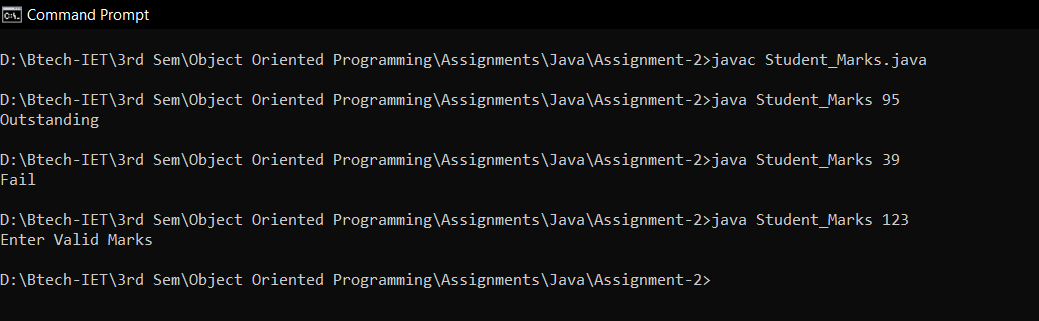 Command Prompt
D:\Btech-IET\3rd Sem\Object Oriented Programming\Assignments\Java\Assignment-2>javac Student_Marks.java
D:\Btech-IET\3rd Sem\Object Oriented Programming\Assignments\Java\Assignment-2>java Student_Marks 95
Outstanding
D:\Btech-IET\3rd Sem\Object Oriented Programming\Assignments\Java\Assignment-2>java Student_Marks 39
Fail
D:\Btech-IET\3rd Sem\Object Oriented Programming\Assignments\Java\Assignment-2>java Student_Marks 123
Enter Valid Marks
D:\Btech-IET\3rd Sem\Object Oriented Programming\Assignments\Java\Assignment-2>